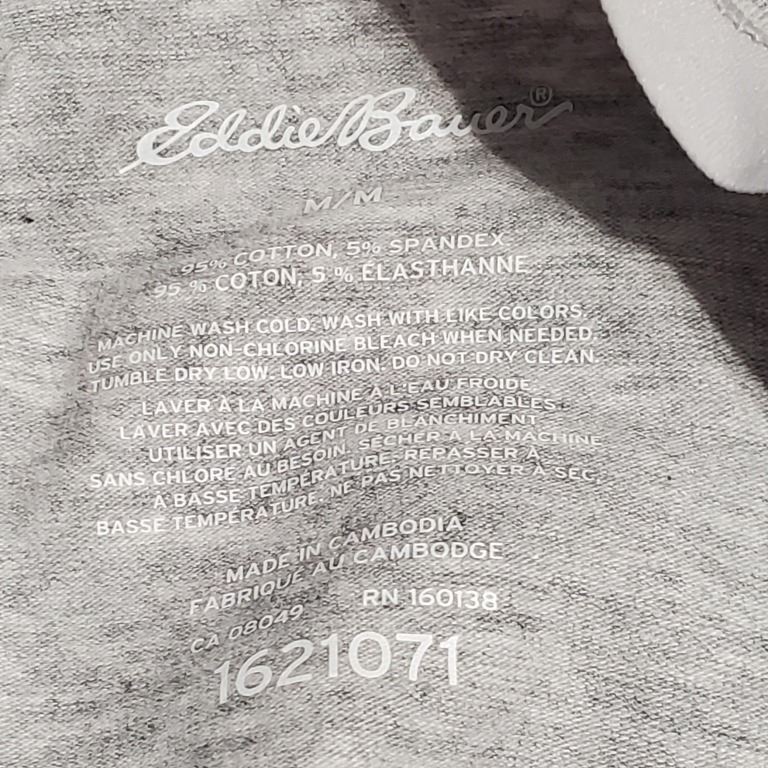 Eddie Bauer®
M/M
95% COTTON, 5% SPANDEX
95 % COTON, 5 % ÉLASTHANNE
MACHINE WASH COLD. WASH WITH LIKE COLORS.
USE ONLY NON-CHLORINE BLEACH WHEN NEEDED.
TUMBLE DRY LOW. LOW IRON. DO NOT DRY CLEAN.
LAVER À LA MACHINE À L'EAU FROIDE.
LAVER AVEC DES COULEURS SEMBLABLES.
UTILISER UN AGENT DE BLANCHIMENT
SANS CHLORE AU BESOIN. SÉCHER À LA MACHINE
À BASSE TEMPÉRATURE. REPASSER À
BASSE TEMPÉRATURE. NE PAS NETTOYER À SEC.
MADE IN CAMBODIA
FABRIQUÉ AU CAMBODGE
CA 08049 RN 160138
1621071